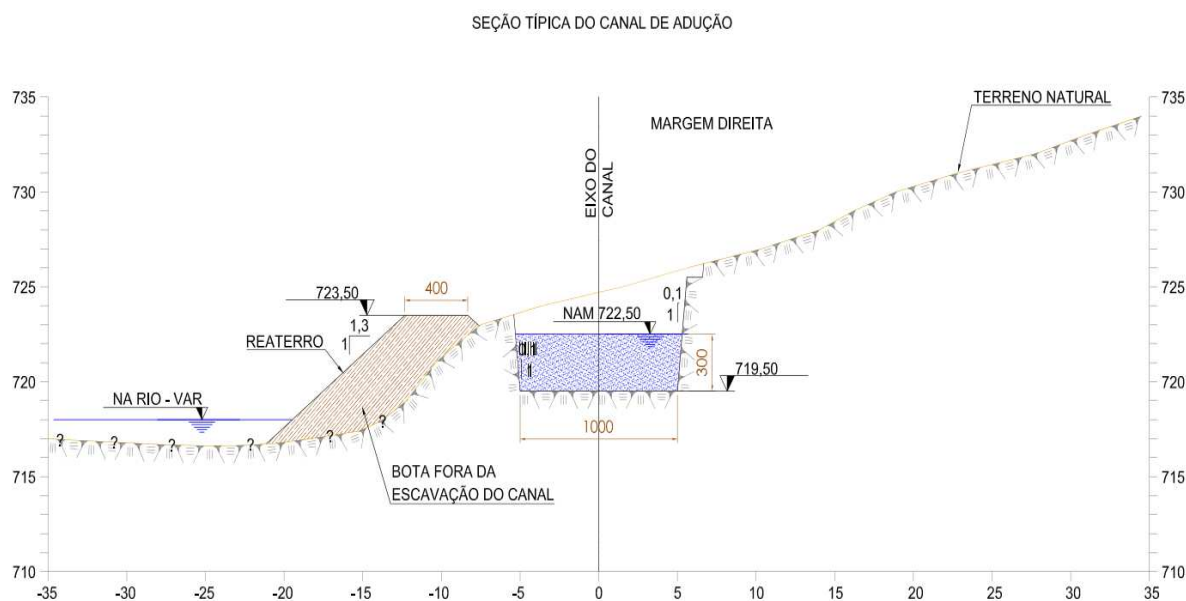 SEÇÃO TÍPICA DO CANAL DE ADUÇÃO
735
735
TERRENO NATURAL
MARGEM DIREITA
EIXO DO
CANAL
730
730
725
725
723,50
400
0,1
1
NAM 722,50
1,3
1
REATERRO
300
719,50
720
720
NA RIO - VAR
1000
? ? ? ? ? ?
BOTA FORA DA
ESCAVAÇÃO DO CANAL
715
715
710
710
-35 -30 -25 -20 -15 -10 -5 0 5 10 15 20 25 30 35